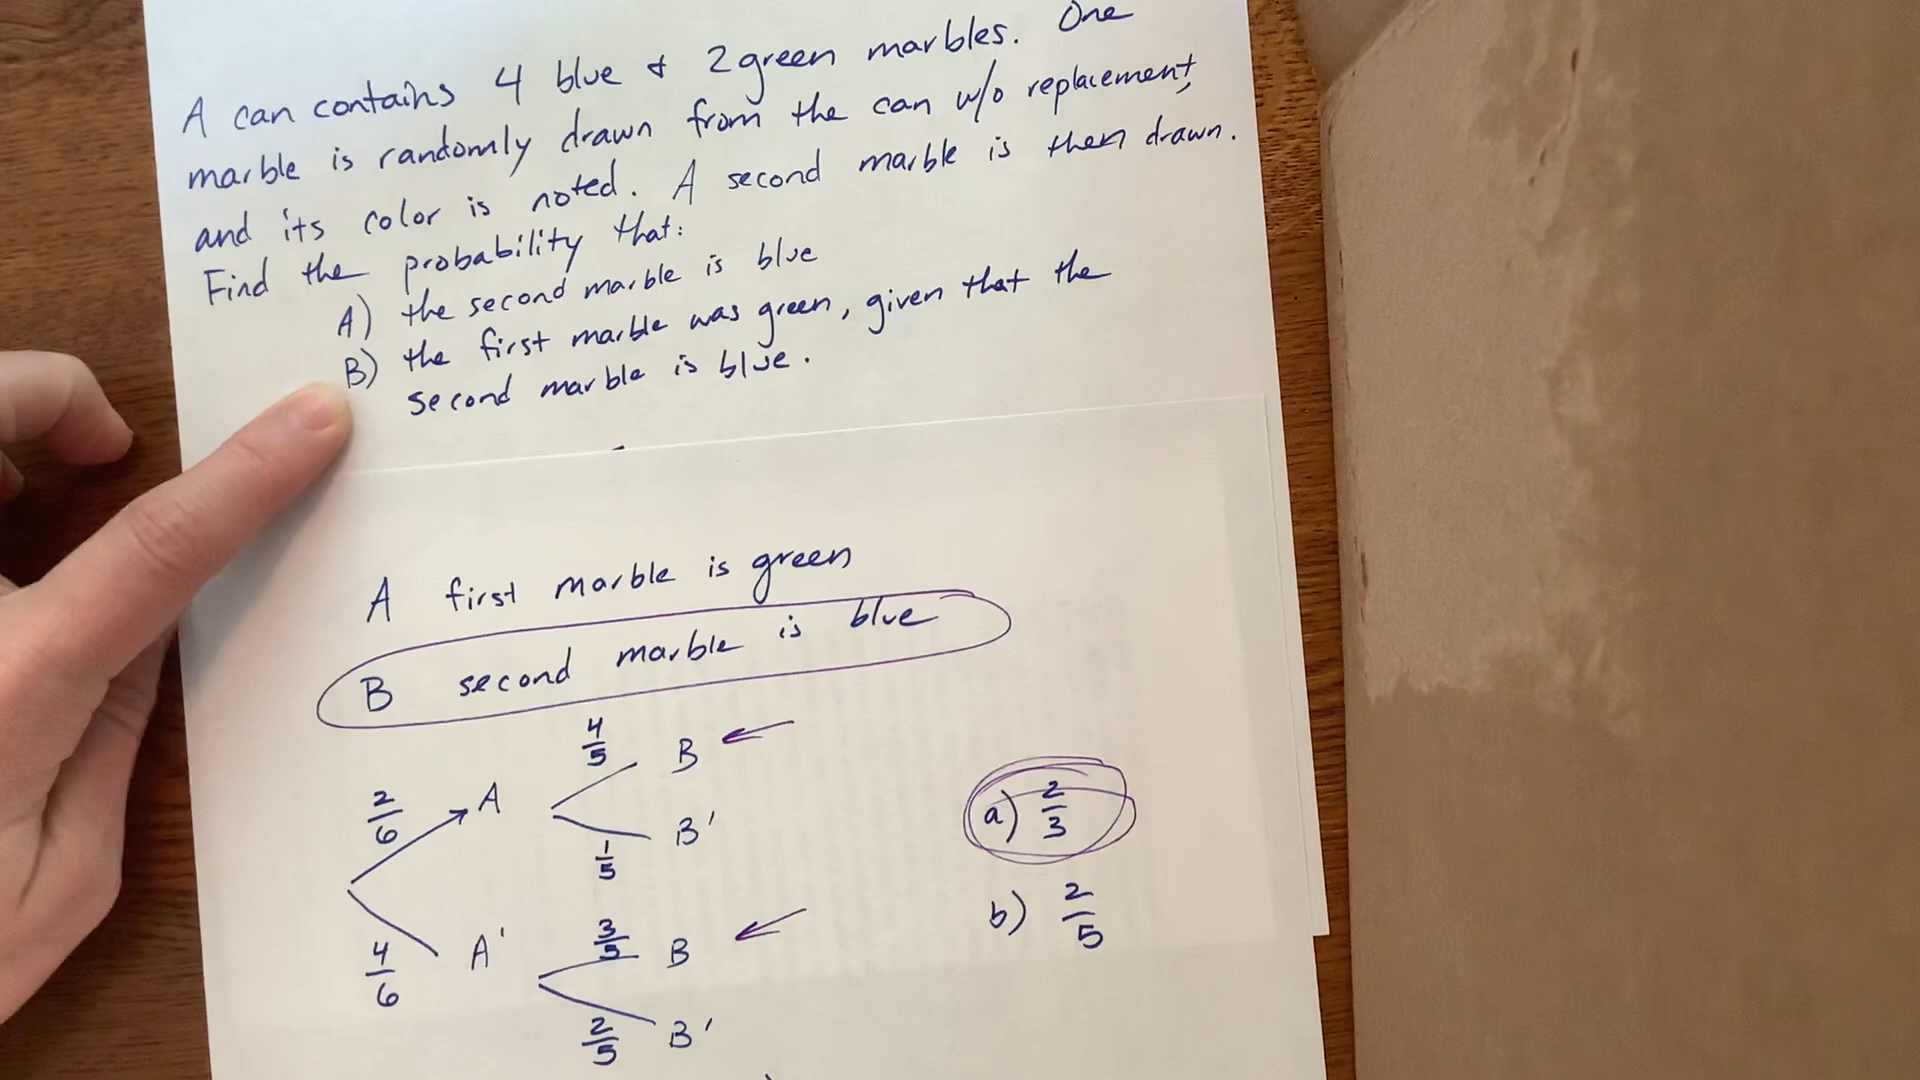 A can contains 4 blue & 2 green marbles. One
marble is randomly drawn from the can w/o replacement,
and its color is noted. A second marble is then drawn.
Find the probability that:
A) the second marble is blue
B) the first marble was green, given that the
second marble is blue.
A first marble is green
B second marble is blue
4/5 B
2/6 A
B'
1/5
a) 2/3
3/5 B
4/6 A'
b) 2/5
2/5 B'